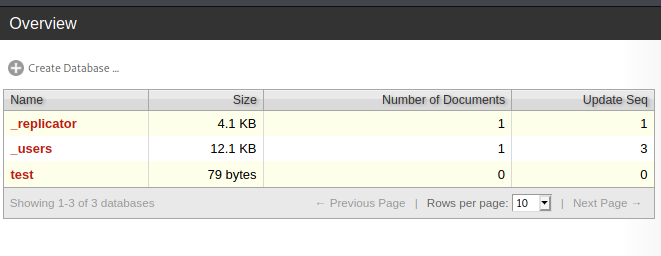 Overview
Create Database ...
Name Size Number of Documents Update Seq
_replicator 4.1 KB 1 1
_users 12.1 KB 1 3
test 79 bytes 0 0
Showing 1-3 of 3 databases ← Previous Page | Rows per page: 10 | Next Page →